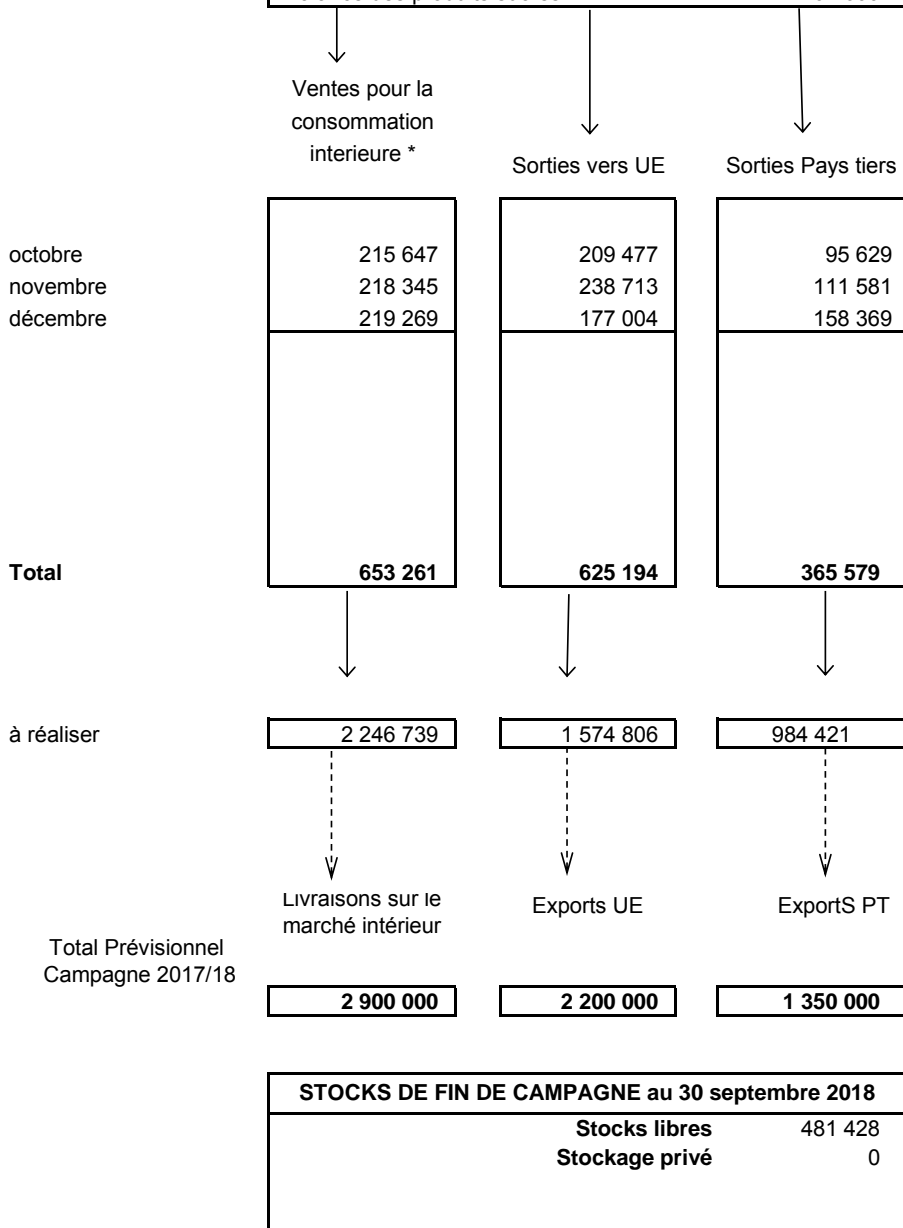 Ventes pour la
consommation
interieure *
Sorties vers UE
Sorties Pays tiers
octobre 215 647 209 477 95 629
novembre 218 345 238 713 111 581
décembre 219 269 177 004 158 369
Total 653 261 625 194 365 579
à réaliser 2 246 739 1 574 806 984 421
Livraisons sur le
marché intérieur
Exports UE
ExportS PT
Total Prévisionnel
Campagne 2017/18
2 900 000 2 200 000 1 350 000
STOCKS DE FIN DE CAMPAGNE au 30 septembre 2018
Stocks libres 481 428
Stockage privé 0